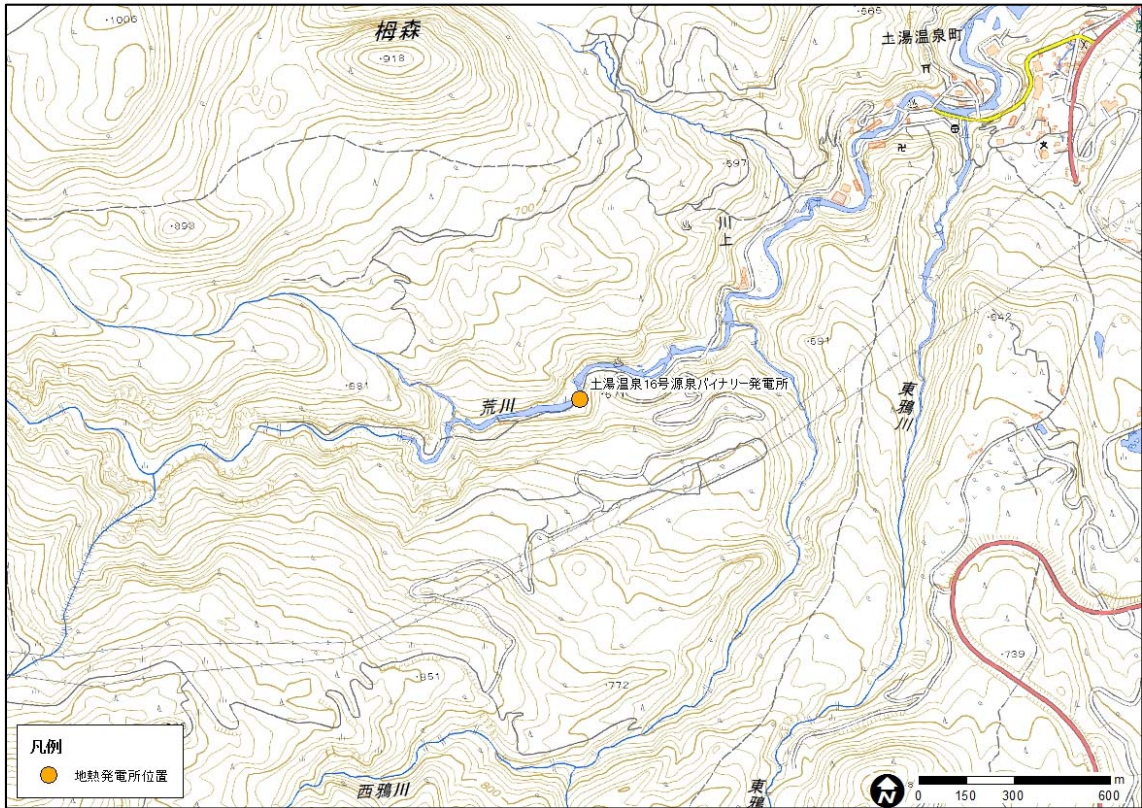 ・1006
栂森
・918
・565
土湯温泉町
・597
・893
700
川上
・642
・591
・681
土湯温泉16号源泉バイナリー発電所
・671
荒川
東鴉川
・739
・851
・772
凡例
地熱発電所位置
西鴉川
800
東鴉
N
0 150 300 600 m